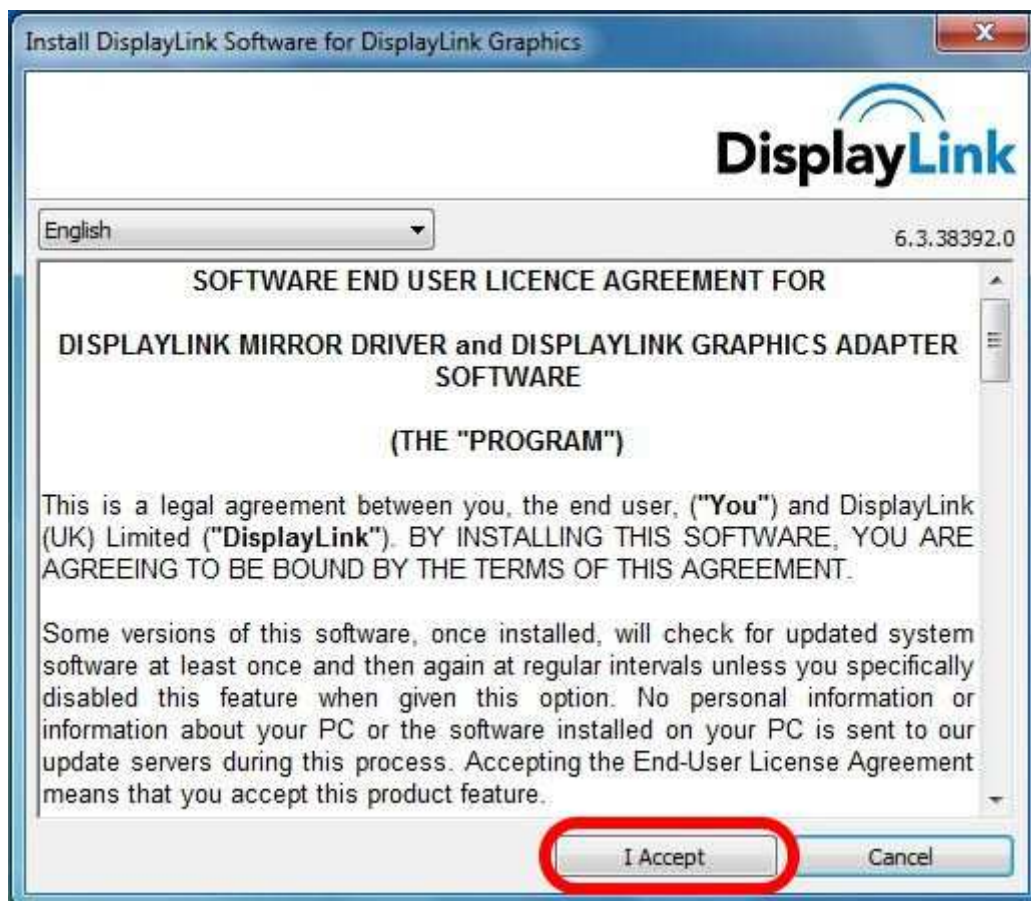 Install DisplayLink Software for DisplayLink Graphics
DisplayLink
English
6.3.38392.0
SOFTWARE END USER LICENCE AGREEMENT FOR
DISPLAYLINK MIRROR DRIVER and DISPLAYLINK GRAPHICS ADAPTER
SOFTWARE
(THE "PROGRAM")
This is a legal agreement between you, the end user, ("You") and DisplayLink
(UK) Limited ("DisplayLink"). BY INSTALLING THIS SOFTWARE, YOU ARE
AGREEING TO BE BOUND BY THE TERMS OF THIS AGREEMENT.
Some versions of this software, once installed, will check for updated system
software at least once and then again at regular intervals unless you specifically
disabled this feature when given this option. No personal information or
information about your PC or the software installed on your PC is sent to our
update servers during this process. Accepting the End-User License Agreement
means that you accept this product feature.
I Accept
Cancel